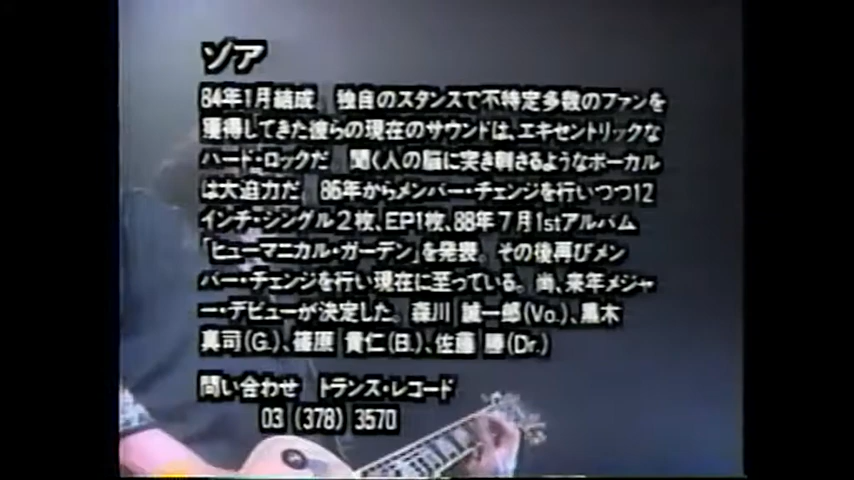 ゾア
84年1月結成。独自のスタンスで不特定多数のファンを
獲得してきた彼らの現在のサウンドは、エキセントリックな
ハード・ロックだ。聞く人の脳に突き刺さるようなボーカル
は大迫力だ。86年からメンバー・チェンジを行いつつ12
インチ・シングル2枚、EP1枚、88年7月1stアルバム
「ヒューマニカル・ガーデン」を発表。その後再びメン
バー・チェンジを行い現在に至っている。尚、来年メジャ
ー・デビューが決定した。森川 誠一郎(Vo.)、黒木
真司(G.)、篠原 貴仁(B.)、佐藤 勝(Dr.)
問い合わせ トランス・レコード
03 (378) 3570